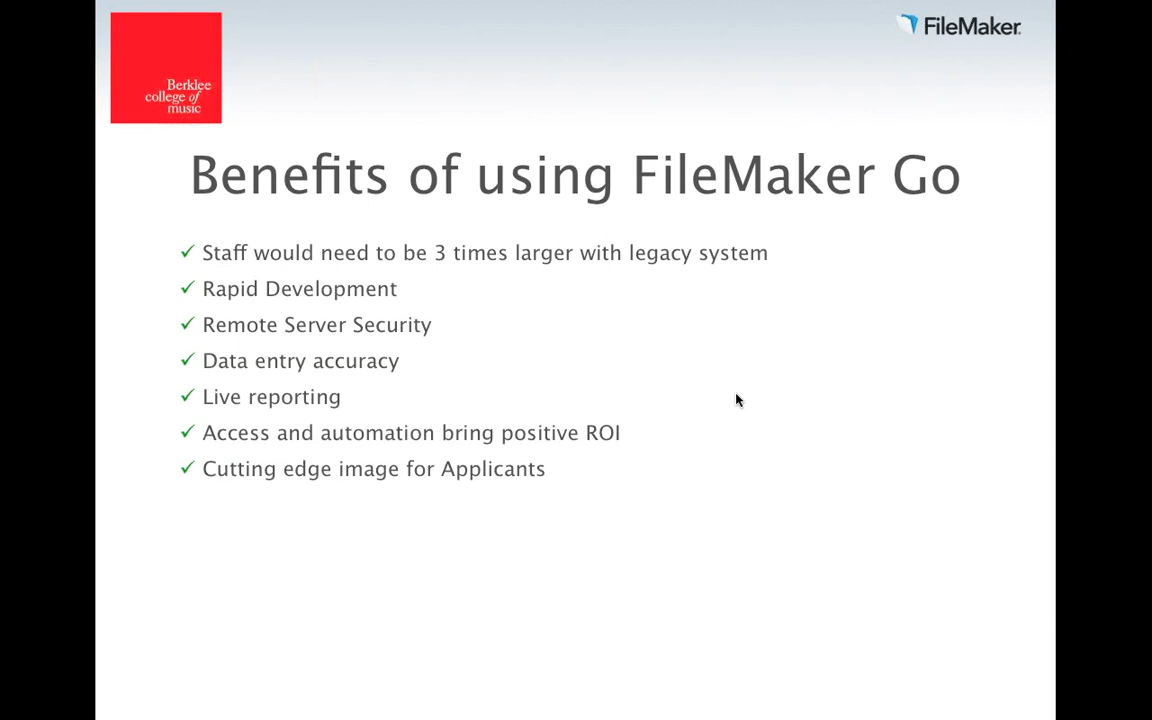 Berklee
college of
music
FileMaker
Benefits of using FileMaker Go
✓ Staff would need to be 3 times larger with legacy system
✓ Rapid Development
✓ Remote Server Security
✓ Data entry accuracy
✓ Live reporting
✓ Access and automation bring positive ROI
✓ Cutting edge image for Applicants